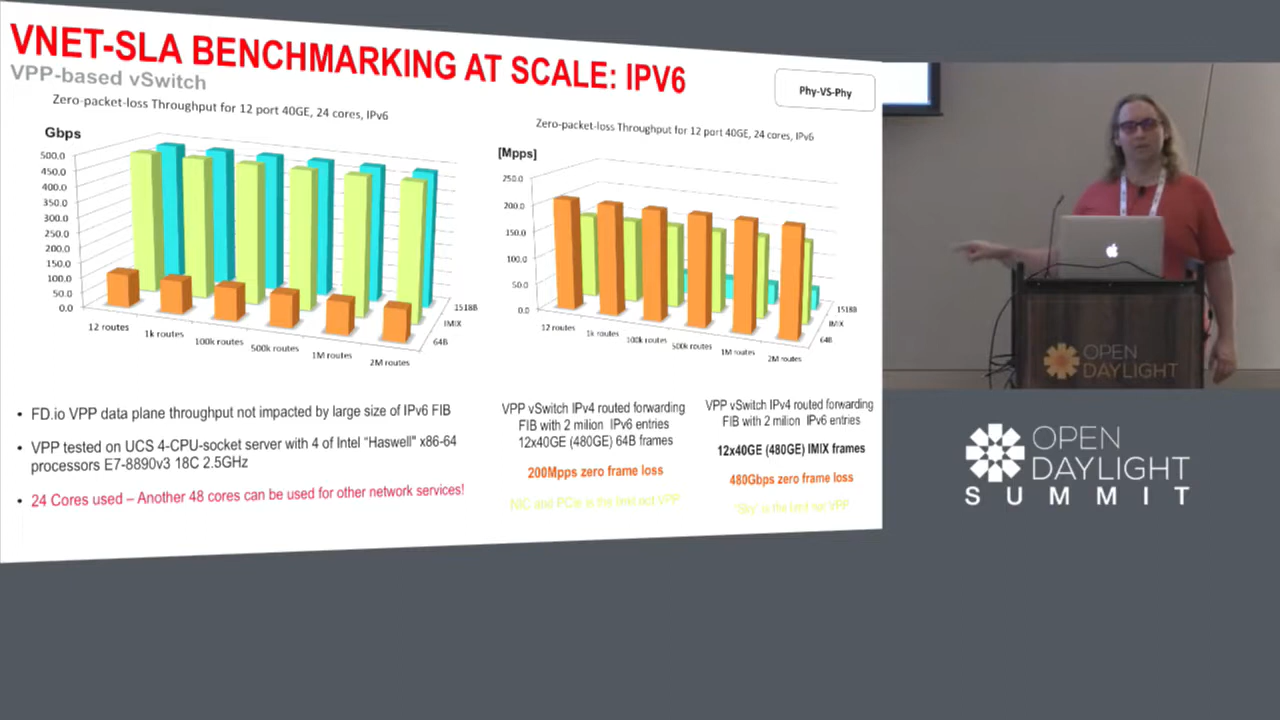 VNET-SLA BENCHMARKING AT SCALE: IPV6
VPP-based vSwitch
Phy-VS-Phy
Zero-packet-loss Throughput for 12 port 40GE, 24 cores, IPv6
Gbps
500.0
450.0
400.0
350.0
300.0
250.0
200.0
150.0
100.0
50.0
0.0
12 routes
1k routes
100k routes
500k routes
1M routes
2M routes
1518B
IMIX
64B
Zero-packet-loss Throughput for 12 port 40GE, 24 cores, IPv6
[Mpps]
250.0
200.0
150.0
100.0
50.0
0.0
12 routes
1k routes
100k routes
500k routes
1M routes
2M routes
1518B
IMIX
64B
• FD.io VPP data plane throughput not impacted by large size of IPv6 FIB
• VPP tested on UCS 4-CPU-socket server with 4 of Intel “Haswell" x86-64
processors E7-8890v3 18C 2.5GHz
• 24 Cores used – Another 48 cores can be used for other network services!
VPP vSwitch IPv4 routed forwarding
FIB with 2 milion IPv6 entries
12x40GE (480GE) 64B frames
200Mpps zero frame loss
NIC and PCIe is the limit not VPP
VPP vSwitch IPv4 routed forwarding
FIB with 2 milion IPv6 entries
12x40GE (480GE) IMIX frames
480Gbps zero frame loss
"Sky" is the limit not VPP
OPEN
DAYLIGHT
OPEN
DAYLIGHT
SUMMIT